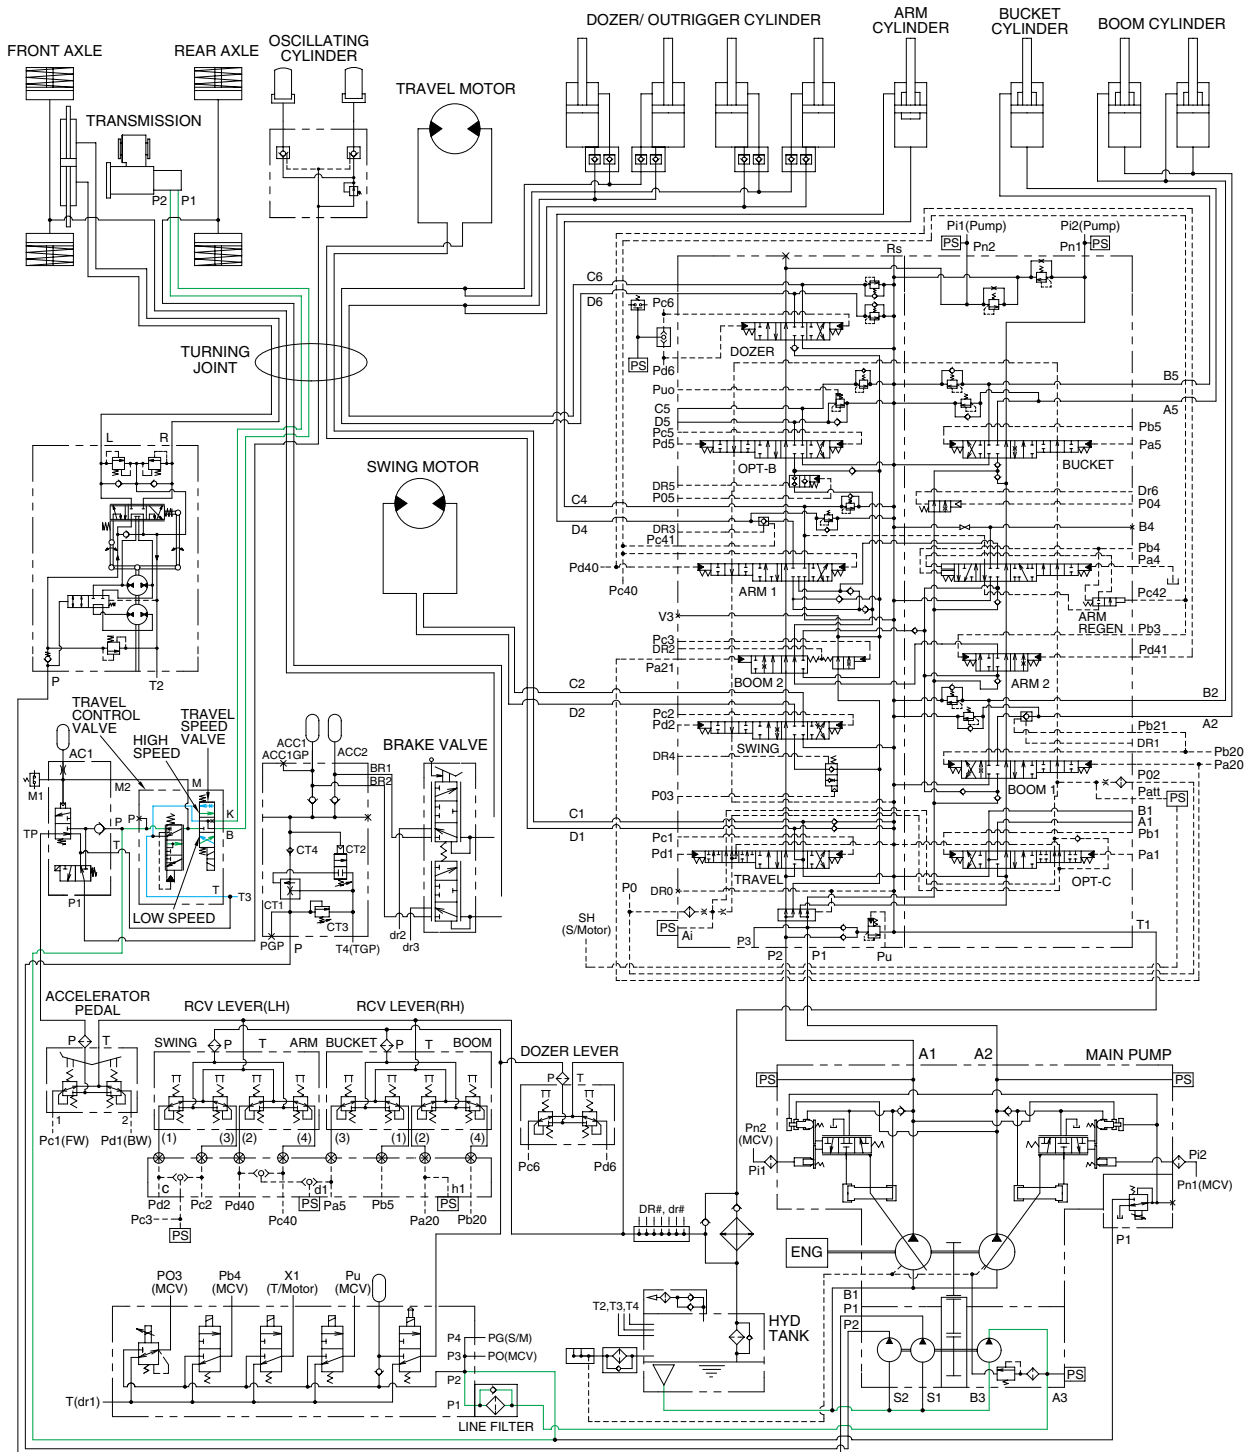 DOZER/ OUTRIGGER CYLINDER
ARM
CYLINDER
BUCKET
CYLINDER
BOOM CYLINDER
FRONT AXLE
REAR AXLE
OSCILLATING
CYLINDER
TRAVEL MOTOR
TRANSMISSION
P2 P1
TURNING
JOINT
SWING MOTOR
Pi1(Pump)
Pi2(Pump)
PS
Pn2
Pn1
PS
Rs
C6
D6
Pc6
PS
Pd6
DOZER
Puo
C5
D5
Pc5
Pd5
OPT-B
BUCKET
B5
A5
Pb5
Pa5
DR5
P05
C4
D4
DR3
Pc41
Pd40
Pc40
ARM 1
Dr6
P04
B4
Pb4
Pa4
Pc42
ARM
REGEN
Pb3
Pd41
ARM 2
V3
Pc3
DR2
Pa21
BOOM 2
C2
D2
Pc2
Pd2
SWING
DR4
P03
B2
A2
Pb21
DR1
Pb20
Pa20
BOOM 1
P02
Patt
PS
C1
D1
Pc1
Pd1
TRAVEL
B1
A1
Pb1
Pa1
OPT-C
P0
DR0
SH
(S/Motor)
PS
Ai
P3
P2
P1
Pu
T1
L
R
P
T2
TRAVEL
CONTROL
VALVE
TRAVEL
SPEED
VALVE
HIGH
SPEED
AC1
M1
M2
M
K
B
TP
P
P
T
T
T3
P1
LOW SPEED
ACC1
ACC1GP
ACC2
BR1
BR2
BRAKE VALVE
CT4
CT2
CT1
CT3
PGP
P
T4(TGP)
dr2
dr3
ACCELERATOR
PEDAL
P
T
1
2
Pc1(FW)
Pd1(BW)
RCV LEVER(LH)
RCV LEVER(RH)
SWING
P
T
ARM
BUCKET
P
T
BOOM
(1)
(3)
(2)
(4)
(3)
(1)
(2)
(4)
c
d1
h1
Pd2
Pc2
Pd40
Pc40
PS
Pa5
Pb5
PS
Pa20
Pb20
Pc3
PS
DOZER LEVER
P
T
Pc6
Pd6
A1
A2
MAIN PUMP
PS
PS
Pn2
(MCV)
Pi1
Pi2
Pn1(MCV)
P1
DR#, dr#
ENG
B1
P1
P2
T2,T3,T4
HYD
TANK
S2
S1
B3
A3
PS
PO3
(MCV)
Pb4
(MCV)
X1
(T/Motor)
Pu
(MCV)
P4
PG(S/M)
P3
PO(MCV)
P2
P1
T(dr1)
LINE FILTER